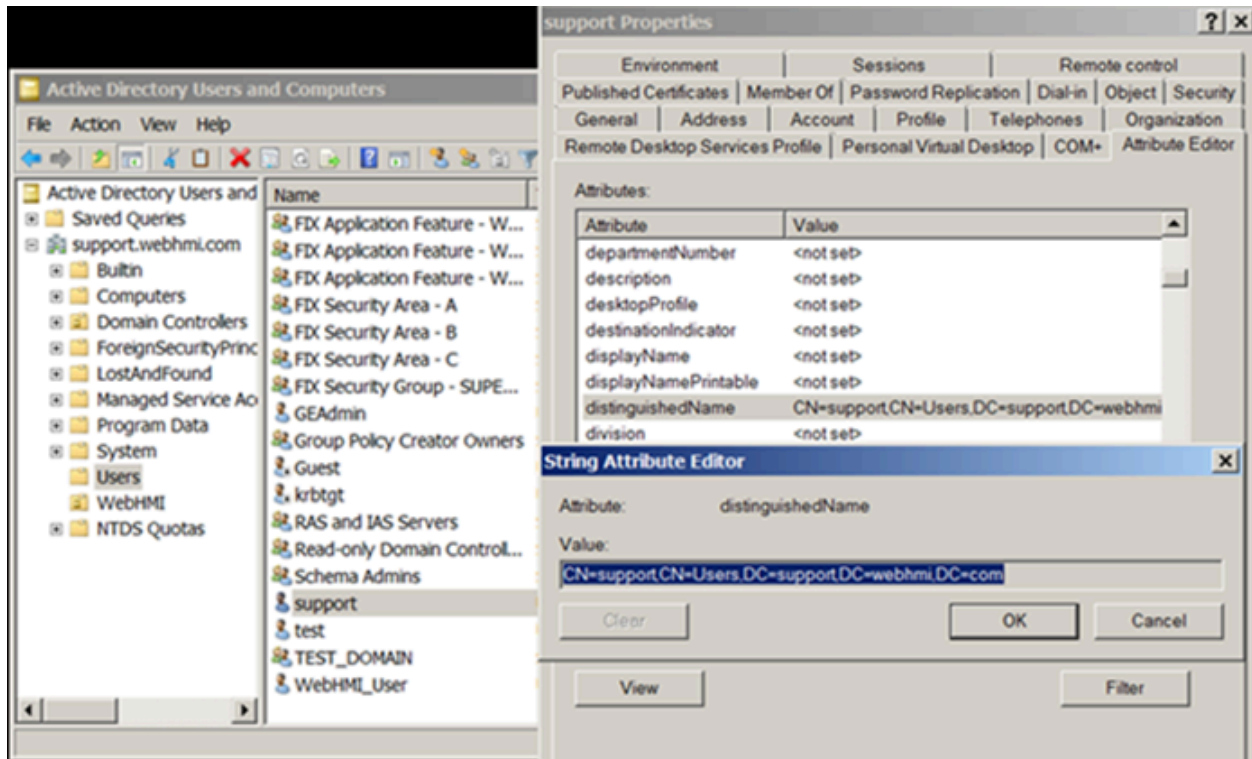 support Properties
Environment
Sessions
Remote control
Published Certificates
Member Of
Password Replication
Dial-in
Object
Security
General
Address
Account
Profile
Telephones
Organization
Remote Desktop Services Profile
Personal Virtual Desktop
COM+
Attribute Editor
Active Directory Users and Computers
File Action View Help
Active Directory Users and
Saved Queries
support.webhmi.com
Builtin
Computers
Domain Controllers
ForeignSecurityPrinc
LostAndFound
Managed Service Ac
Program Data
System
Users
WebHMI
NTDS Quotas
Name
FIX Application Feature - W...
FIX Application Feature - W...
FIX Application Feature - W...
FIX Security Area - A
FIX Security Area - B
FIX Security Area - C
FIX Security Group - SUPE...
GEAdmin
Group Policy Creator Owners
Guest
krbtgt
RAS and IAS Servers
Read-only Domain Controll...
Schema Admins
support
test
TEST_DOMAIN
WebHMI_User
Attributes:
Attribute Value
departmentNumber <not set>
description <not set>
desktopProfile <not set>
destinationIndicator <not set>
displayName <not set>
displayNamePrintable <not set>
distinguishedName CN=support,CN=Users,DC=support,DC=webhmi
division <not set>
String Attribute Editor
Attribute: distinguishedName
Value:
CN=support,CN=Users,DC=support,DC=webhmi,DC=com
Clear
OK
Cancel
View
Filter